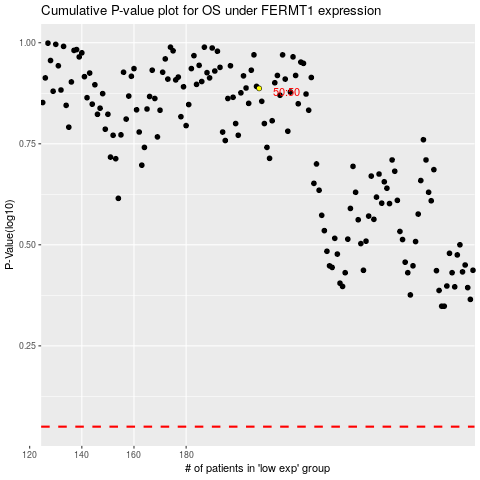 Cumulative P-value plot for OS under FERMT1 expression
P-Value(log10)
1.00
0.75
0.50
0.25
50:50
120 140 160 180
# of patients in 'low exp' group